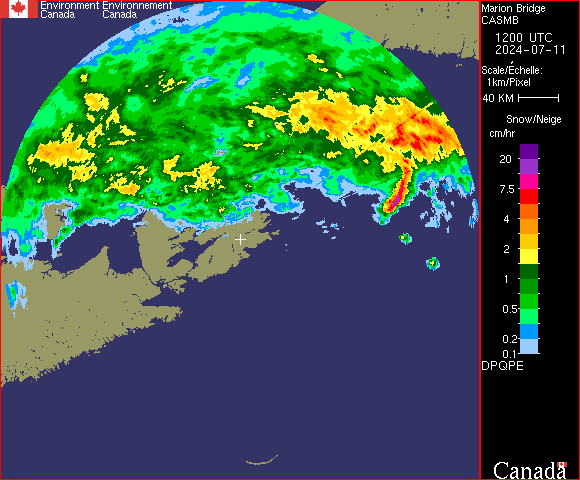 Environment Environnement
Canada Canada
Marion Bridge
CASMB
1200 UTC
2024-07-11
Scale/Échelle:
1km/Pixel
40 KM
Snow/Neige
cm/hr
20
7.5
4
2
1
0.5
0.2
0.1
DPQPE
Canada